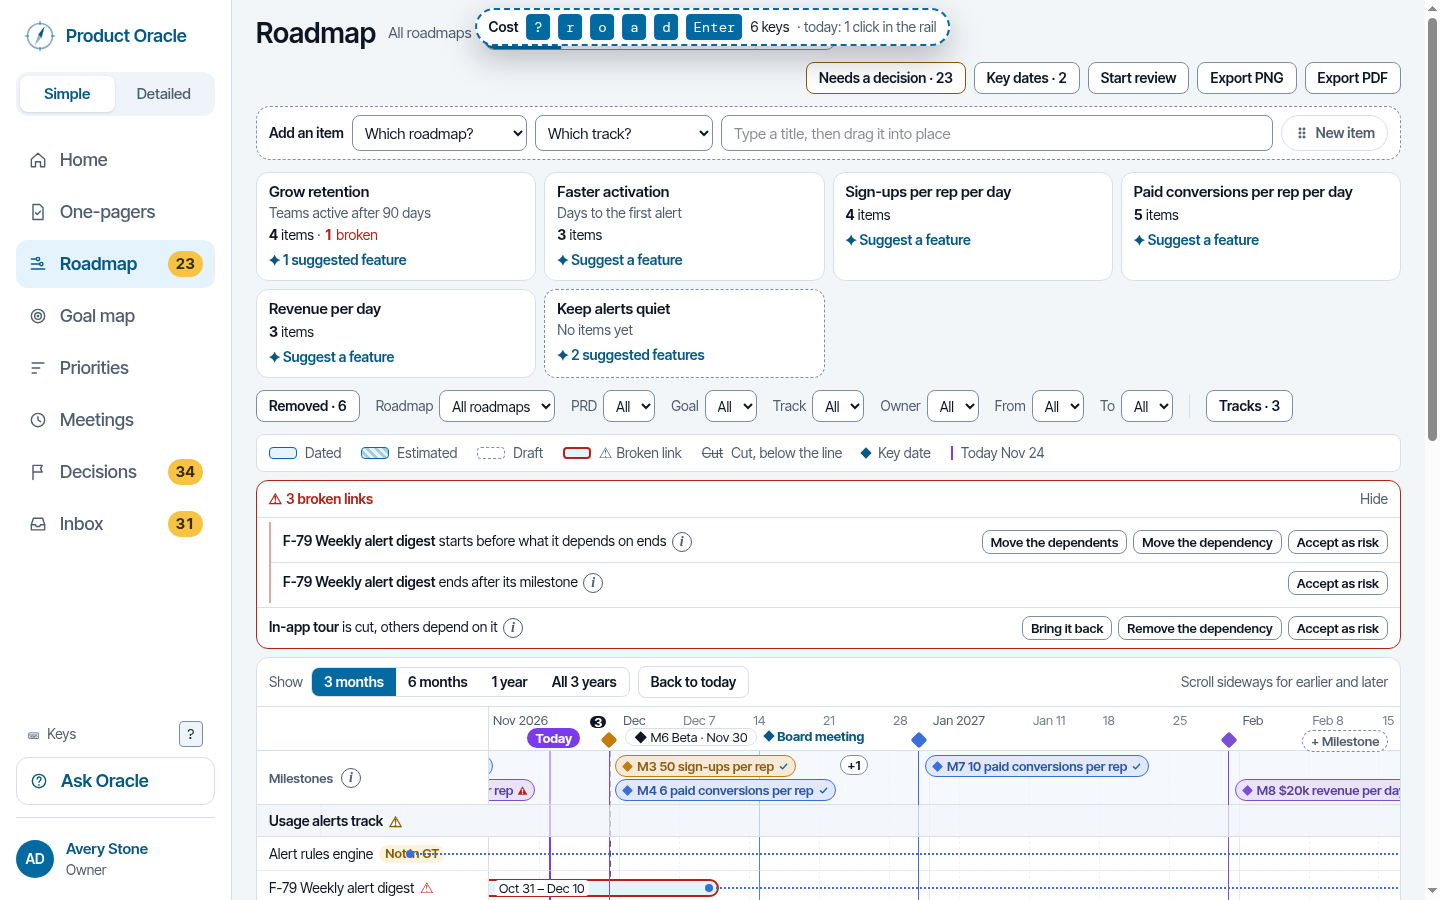 Product Oracle
Simple
Detailed
Home
One-pagers
Roadmap
23
Goal map
Priorities
Meetings
Decisions
34
Inbox
31
Keys
?
Ask Oracle
AD
Avery Stone
Owner
Roadmap
All roadmaps
Cost ? r o a d Enter 6 keys · today: 1 click in the rail
Needs a decision · 23
Key dates · 2
Start review
Export PNG
Export PDF
Add an item
Which roadmap?
Which track?
Type a title, then drag it into place
New item
Grow retention
Teams active after 90 days
4 items · 1 broken
1 suggested feature
Faster activation
Days to the first alert
3 items
Suggest a feature
Sign-ups per rep per day
4 items
Suggest a feature
Paid conversions per rep per day
5 items
Suggest a feature
Revenue per day
3 items
Suggest a feature
Keep alerts quiet
No items yet
2 suggested features
Removed · 6
Roadmap All roadmaps
PRD All
Goal All
Track All
Owner All
From All
To All
Tracks · 3
Dated
Estimated
Draft
⚠ Broken link
Cut Cut, below the line
Key date
Today Nov 24
⚠ 3 broken links
Hide
F-79 Weekly alert digest starts before what it depends on ends i
Move the dependents
Move the dependency
Accept as risk
F-79 Weekly alert digest ends after its milestone i
Accept as risk
In-app tour is cut, others depend on it i
Bring it back
Remove the dependency
Accept as risk
Show
3 months
6 months
1 year
All 3 years
Back to today
Scroll sideways for earlier and later
Nov 2026
3
Dec
Dec 7
14
21
28
Jan 2027
Jan 11
18
25
Feb
Feb 8
15
Today
M6 Beta · Nov 30
Board meeting
+ Milestone
Milestones i
M3 50 sign-ups per rep ✓
+1
M7 10 paid conversions per rep ✓
r rep
M4 6 paid conversions per rep ✓
M8 $20k revenue per day
Usage alerts track ⚠
Alert rules engine
Not in GT
F-79 Weekly alert digest ⚠
Oct 31 – Dec 10